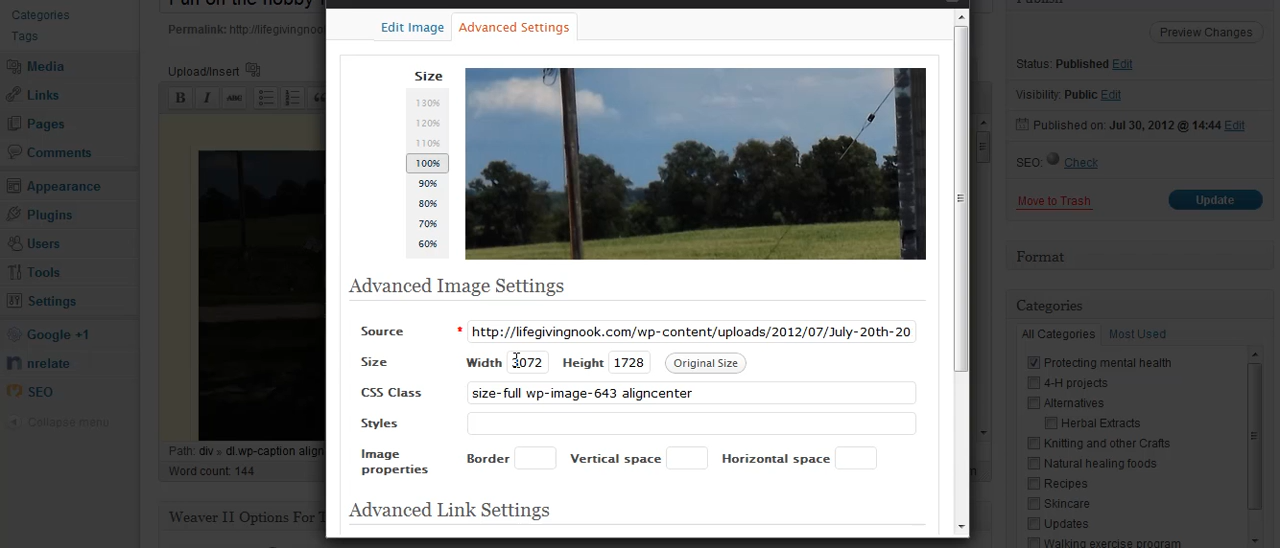 Categories
Tags
Media
Links
Pages
Comments
Appearance
Plugins
Users
Tools
Settings
Google +1
nrelate
SEO
Collapse menu
Permalink: http://lifegivingnook
Upload/Insert
B I ABC
Path: div » dl.wp-caption align
Word count: 144
Weaver II Options For T
Edit Image
Advanced Settings
Size
130%
120%
110%
100%
90%
80%
70%
60%
Advanced Image Settings
Source * http://lifegivingnook.com/wp-content/uploads/2012/07/July-20th-20
Size Width 3072 Height 1728 Original Size
CSS Class size-full wp-image-643 aligncenter
Styles
Image properties Border Vertical space Horizontal space
Advanced Link Settings
Publish
Preview Changes
Status: Published Edit
Visibility: Public Edit
Published on: Jul 30, 2012 @ 14:44 Edit
SEO: Check
Move to Trash
Update
Format
Categories
All Categories Most Used
Protecting mental health
4-H projects
Alternatives
Herbal Extracts
Knitting and other Crafts
Natural healing foods
Recipes
Skincare
Updates
Walking exercise program